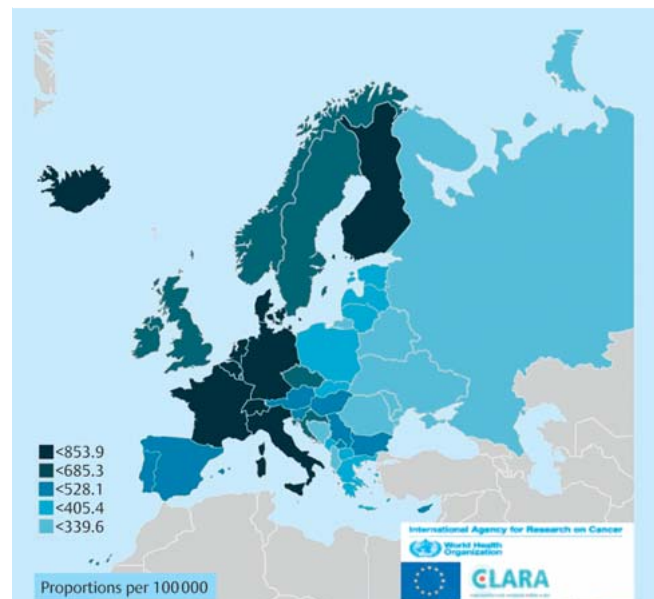 <853.9
<685.3
<528.1
<405.4
<339.6
Proportions per 100 000
International Agency for Research on Cancer
World Health
Organization
CLARA